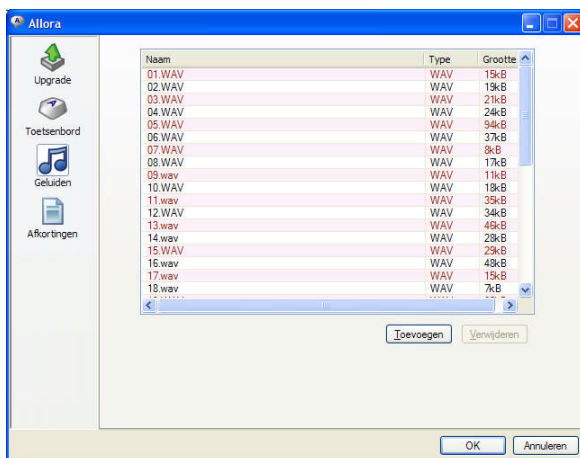 Allora
Upgrade
Toetsenbord
Geluiden
Afkortingen
Naam Type Grootte
01.WAV WAV 15kB
02.WAV WAV 19kB
03.WAV WAV 21kB
04.WAV WAV 24kB
05.WAV WAV 94kB
06.WAV WAV 37kB
07.WAV WAV 8kB
08.WAV WAV 17kB
09.wav WAV 11kB
10.WAV WAV 18kB
11.wav WAV 35kB
12.WAV WAV 34kB
13.wav WAV 46kB
14.wav WAV 28kB
15.WAV WAV 29kB
16.wav WAV 48kB
17.wav WAV 15kB
18.wav WAV 7kB
Toevoegen Verwijderen
OK Annuleren